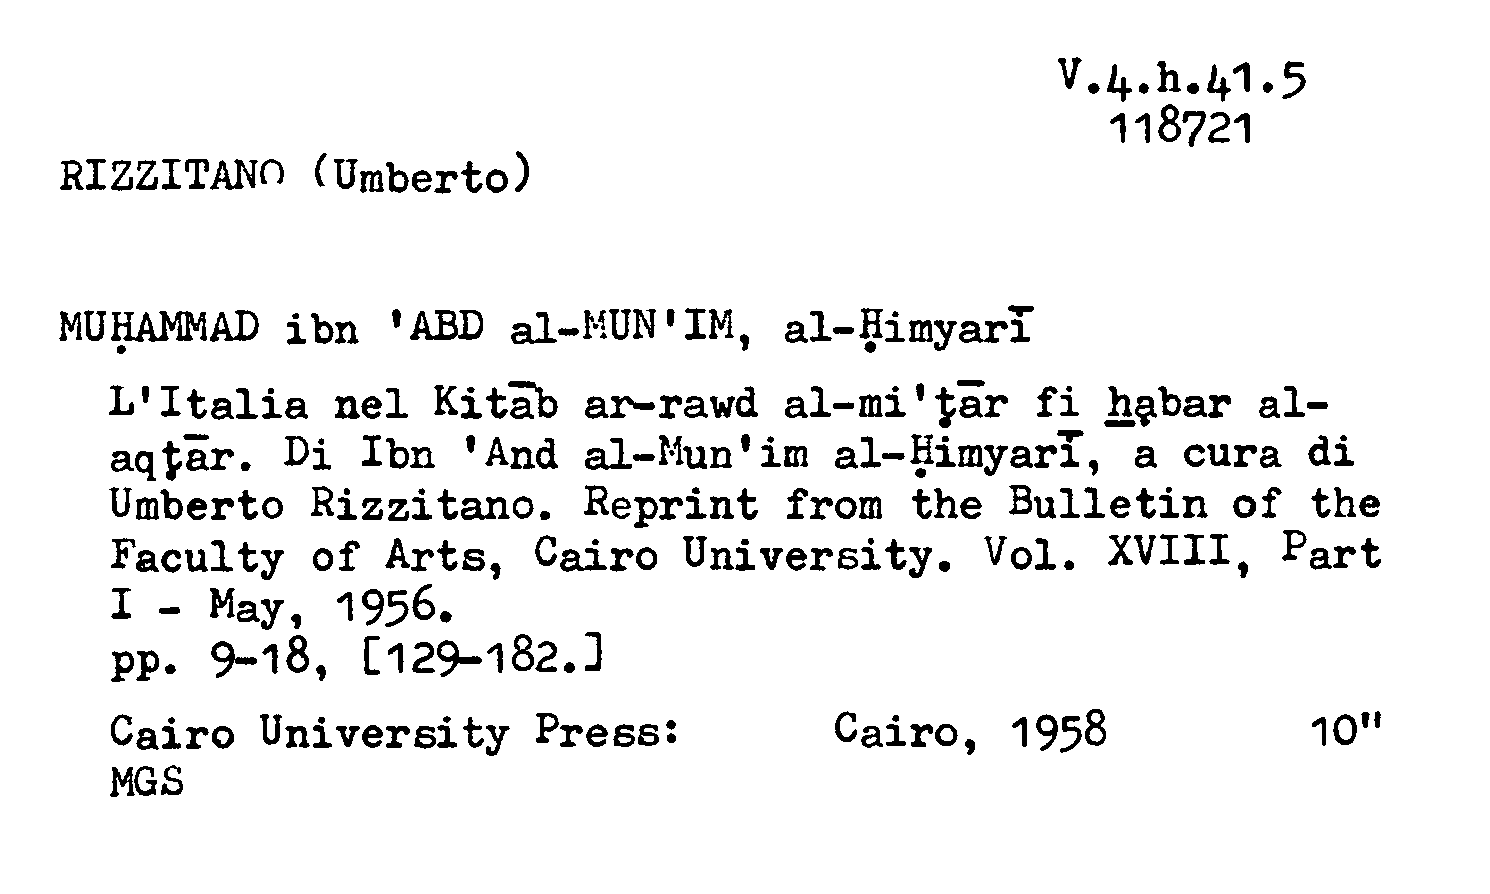 V.4.h.41.5
118721
RIZZITANO (Umberto)
MUḤAMMAD ibn 'ABD al-MUN'IM, al-Ḥimyarī
L'Italia nel Kitāb ar-rawd al-mi'ţār fi ẖạbar al-
aqţār. Di Ibn 'And al-Mun'im al-Ḥimyarī, a cura di
Umberto Rizzitano. Reprint from the Bulletin of the
Faculty of Arts, Cairo University. Vol. XVIII, Part
I - May, 1956.
pp. 9-18, [129-182.]
Cairo University Press: Cairo, 1958 10"
MGS